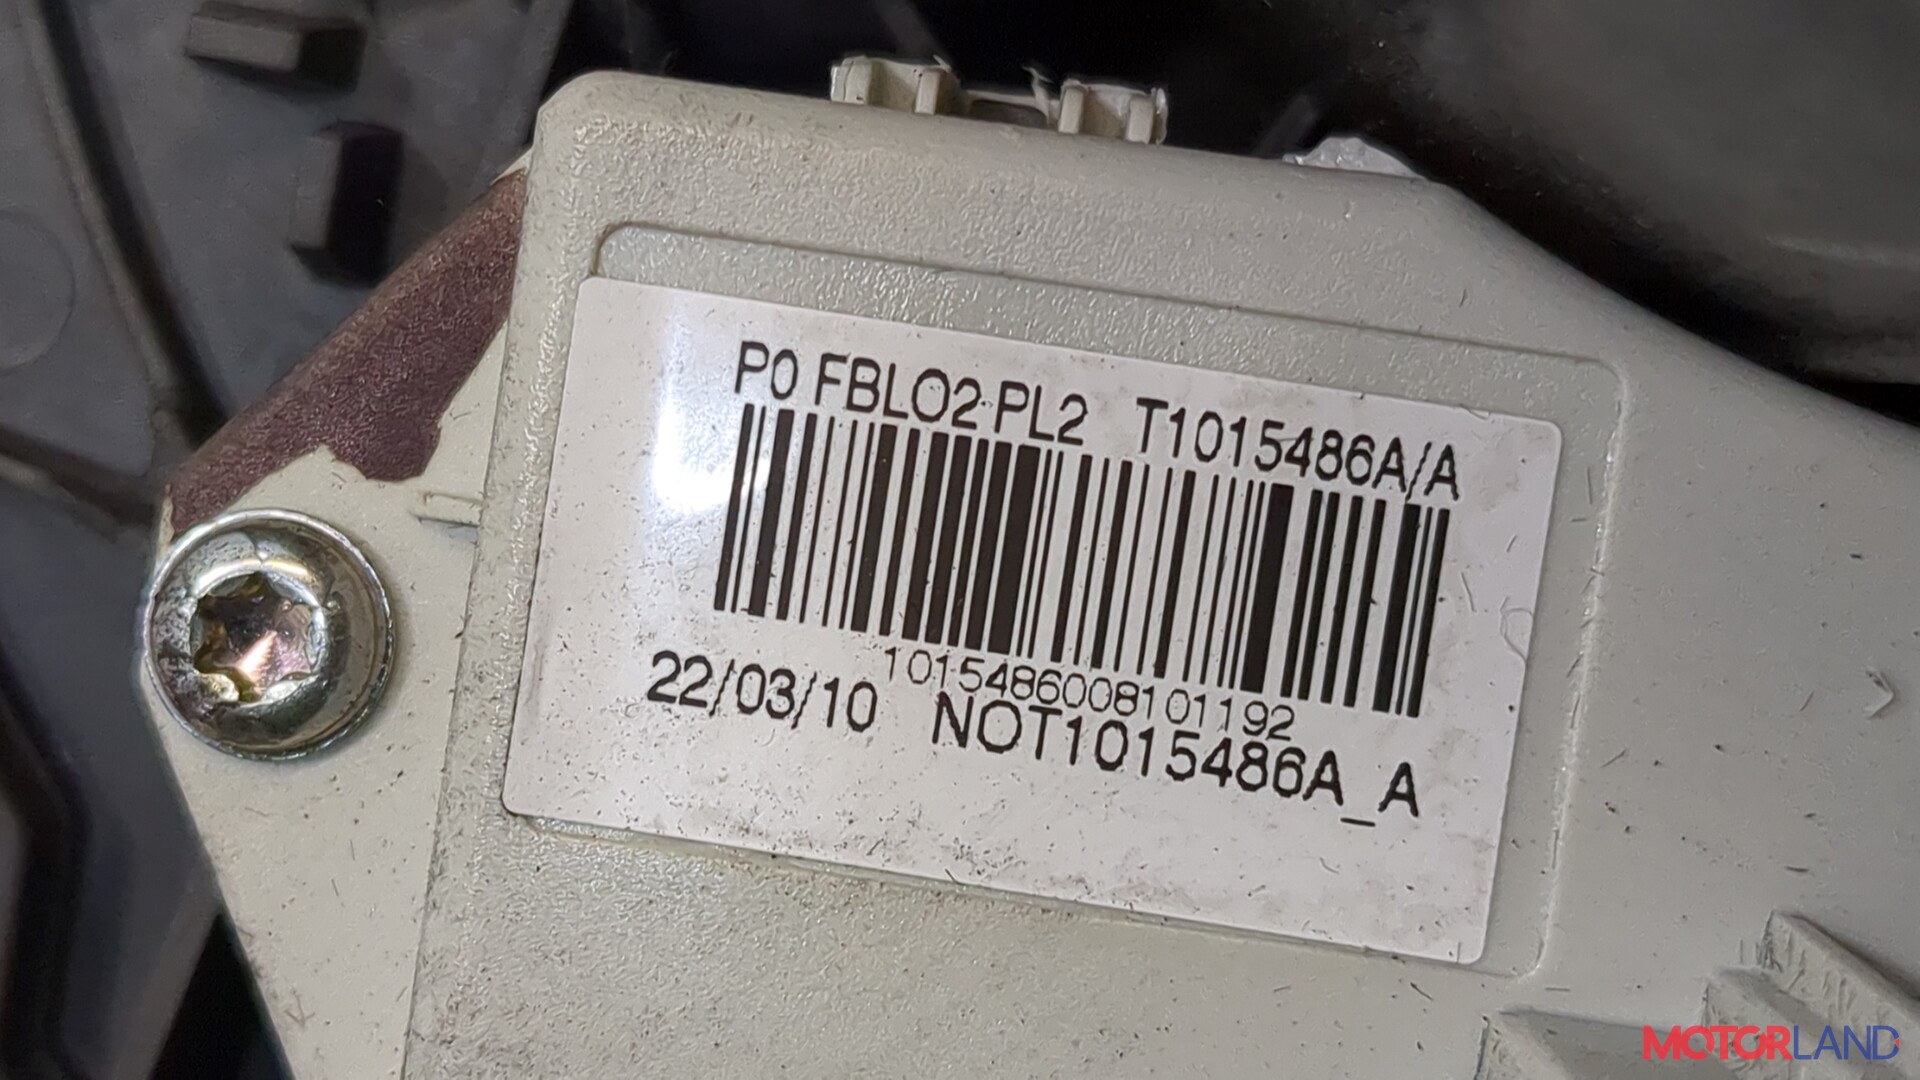 P0 FBLO2 PL2 T1015486A/A
1015486008101192
22/03/10 NOT1015486A_A
MOTORLAND